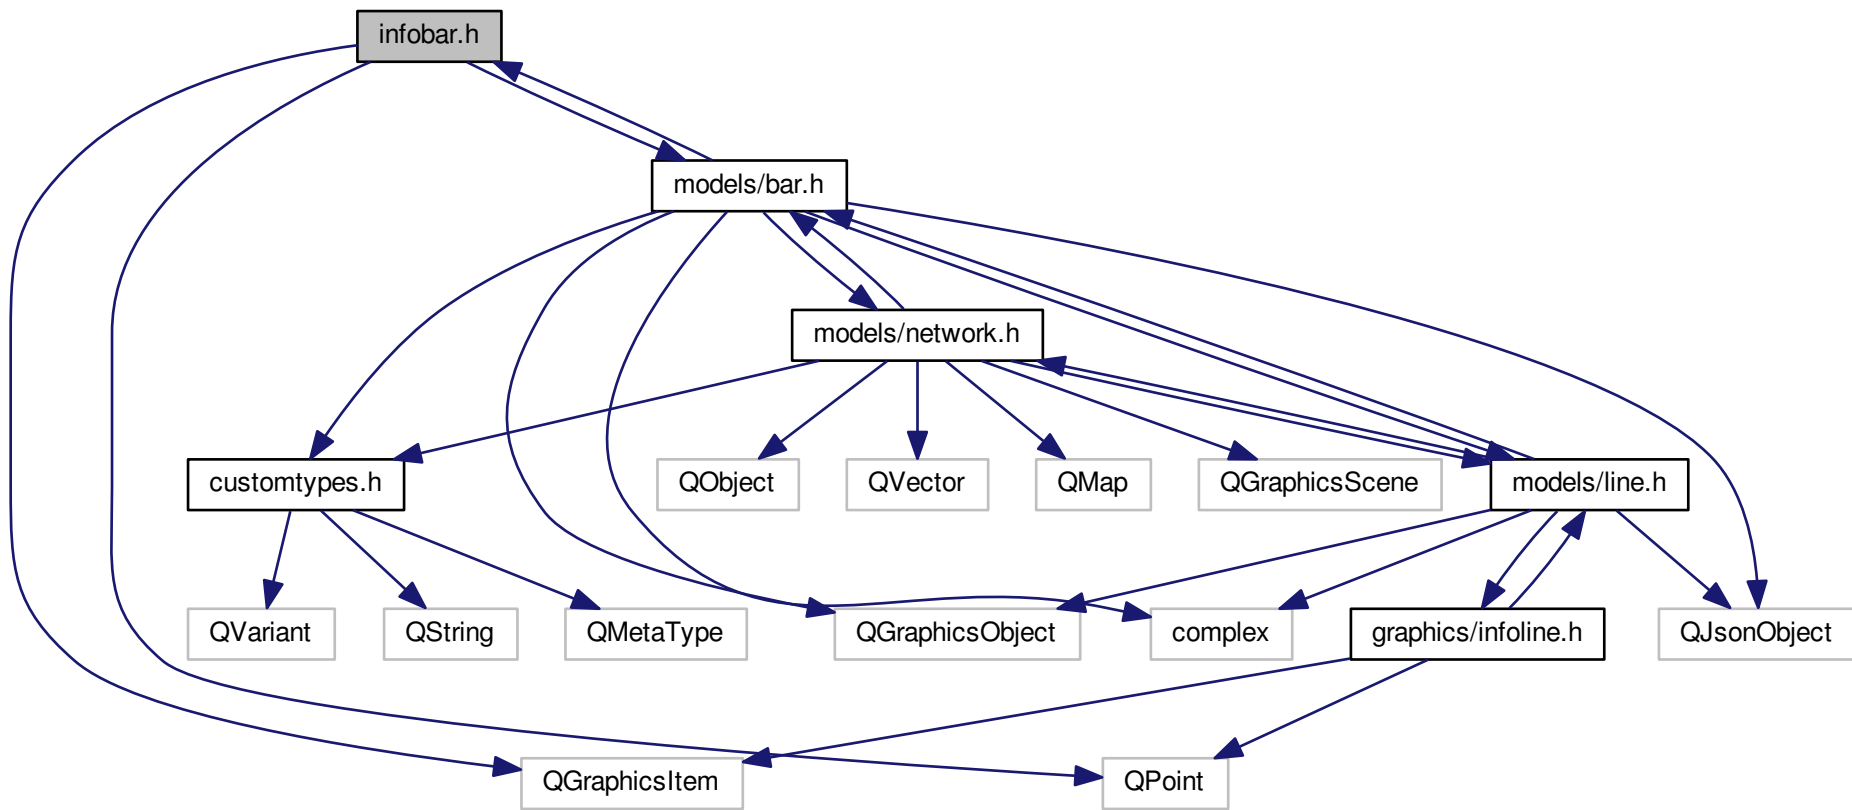 infobar.h
models/bar.h
models/network.h
customtypes.h
QObject
QVector
QMap
QGraphicsScene
models/line.h
QVariant
QString
QMetaType
QGraphicsObject
complex
graphics/infoline.h
QJsonObject
QGraphicsItem
QPoint